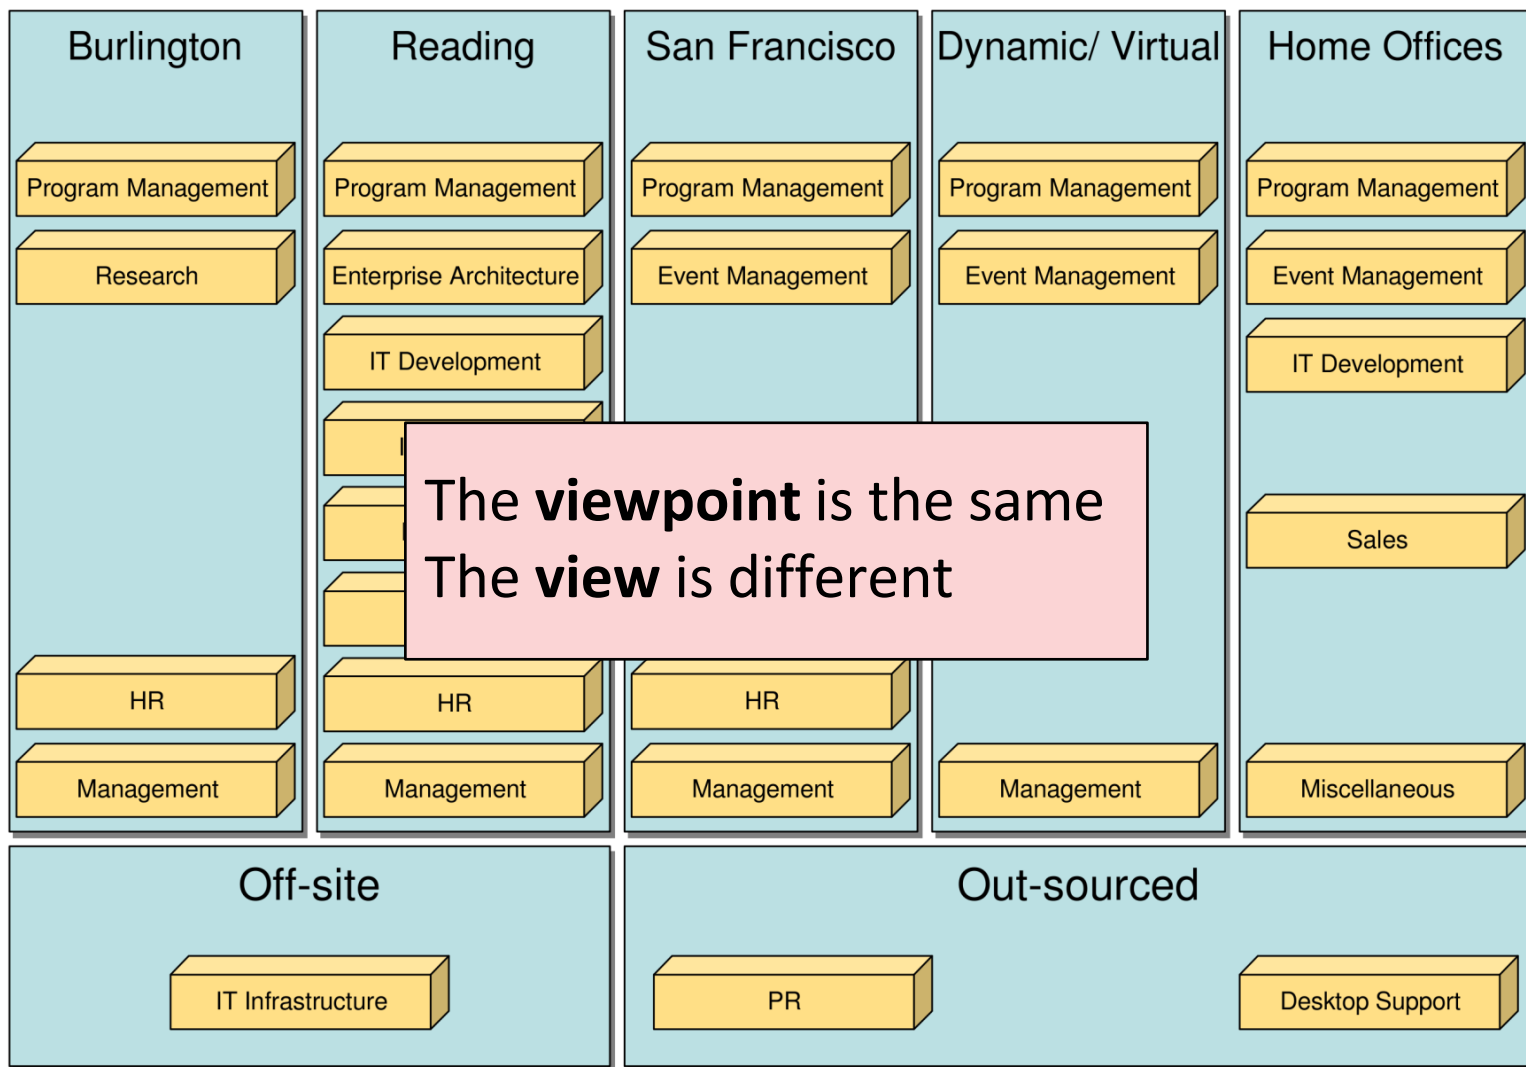 Burlington
Program Management
Research
HR
Management
Reading
Program Management
Enterprise Architecture
IT Development
HR
Management
San Francisco
Program Management
Event Management
HR
Management
Dynamic/ Virtual
Program Management
Event Management
Management
Home Offices
Program Management
Event Management
IT Development
Sales
Miscellaneous
The viewpoint is the same
The view is different
Off-site
IT Infrastructure
Out-sourced
PR
Desktop Support